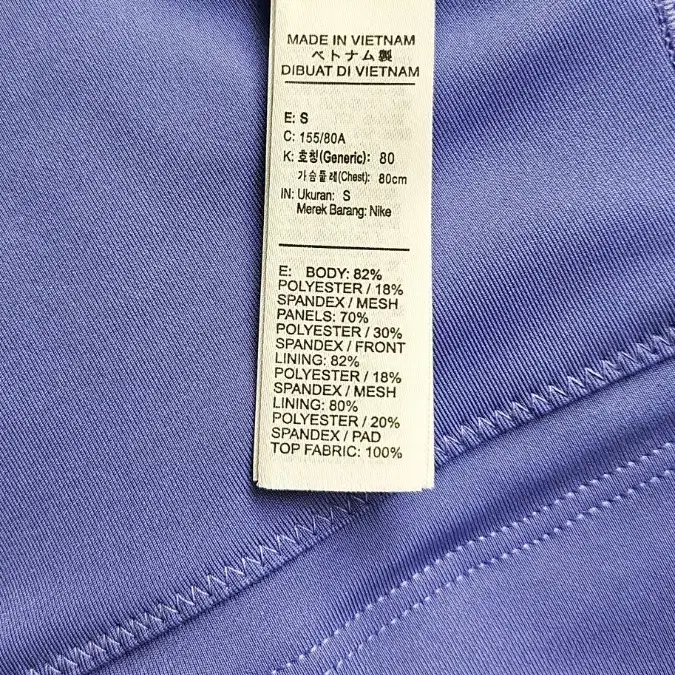 MADE IN VIETNAM
ベトナム製
DIBUAT DI VIETNAM
E: S
C: 155/80A
K: 호칭(Generic): 80
가슴둘레(Chest): 80cm
IN: Ukuran: S
Merek Barang: Nike
E: BODY: 82%
POLYESTER / 18%
SPANDEX / MESH
PANELS: 70%
POLYESTER / 30%
SPANDEX / FRONT
LINING: 82%
POLYESTER / 18%
SPANDEX / MESH
LINING: 80%
POLYESTER / 20%
SPANDEX / PAD
TOP FABRIC: 100%